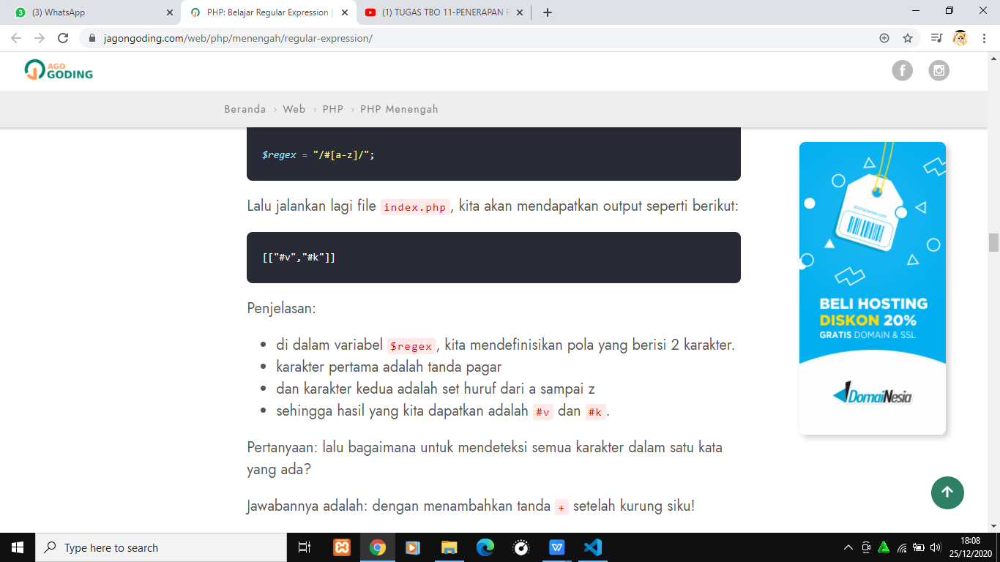 (3) WhatsApp
PHP: Belajar Regular Expression |
(1) TUGAS TBO 11-PENERAPAN R
jagongoding.com/web/php/menengah/regular-expression/
AGO
GODING
Beranda › Web › PHP › PHP Menengah
$regex = "/#[a-z]/";
Lalu jalankan lagi file index.php, kita akan mendapatkan output seperti berikut:
[["#v","#k"]]
Penjelasan:
• di dalam variabel $regex, kita mendefinisikan pola yang berisi 2 karakter.
• karakter pertama adalah tanda pagar
• dan karakter kedua adalah set huruf dari a sampai z
• sehingga hasil yang kita dapatkan adalah #v dan #k.
Pertanyaan: lalu bagaimana untuk mendeteksi semua karakter dalam satu kata
yang ada?
Jawabannya adalah: dengan menambahkan tanda + setelah kurung siku!
domainesia.com
BELI HOSTING
DISKON 20%
GRATIS DOMAIN & SSL
DomaiNesia
Type here to search
18:08
25/12/2020